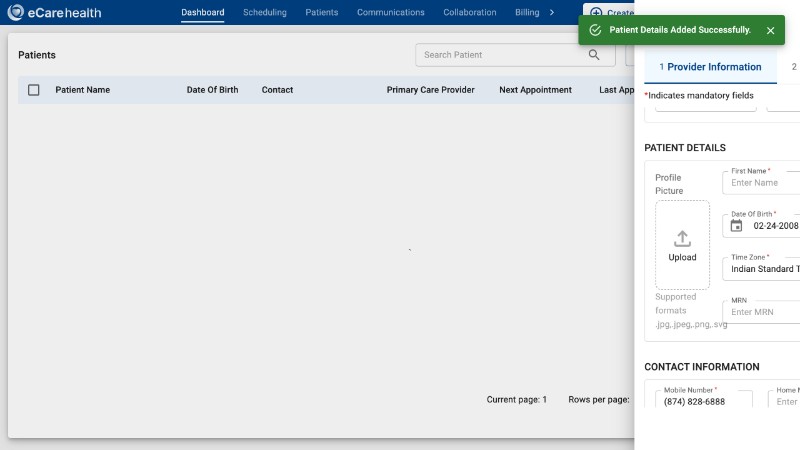 eCarehealth
Dashboard Scheduling Patients Communications Collaboration Billing
Create
Patient Details Added Successfully.
Patients
Search Patient
1 Provider Information
2
Patient Name Date Of Birth Contact Primary Care Provider Next Appointment Last App
*Indicates mandatory fields
PATIENT DETAILS
Profile
Picture
First Name *
Enter Name
Date Of Birth *
02-24-2008
Upload
Time Zone *
Indian Standard T
Supported
formats
.jpg,.jpeg,.png,.svg
MRN
Enter MRN
CONTACT INFORMATION
Mobile Number *
(874) 828-6888
Home N
Enter
Current page: 1 Rows per page: